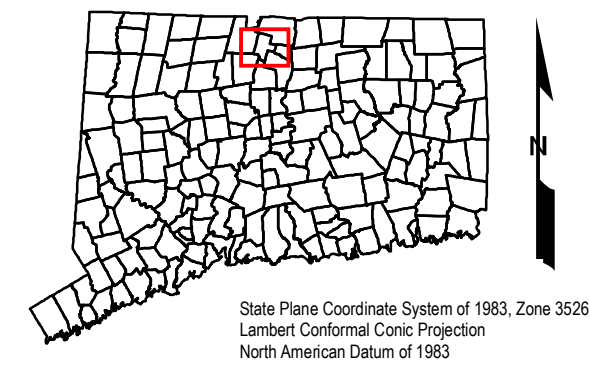 N
State Plane Coordinate System of 1983, Zone 3526
Lambert Conformal Conic Projection
North American Datum of 1983